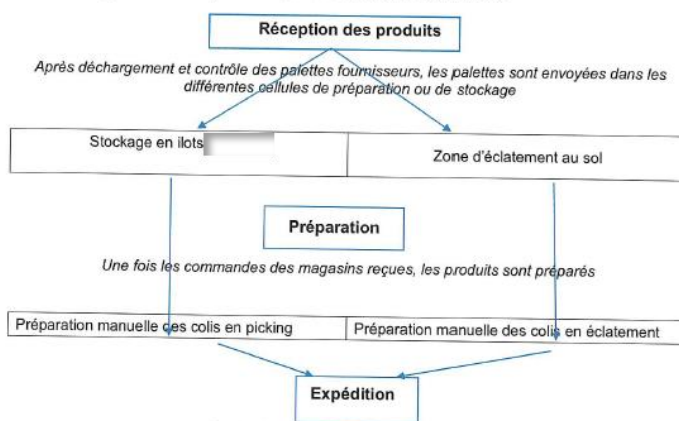 Réception des produits
Après déchargement et contrôle des palettes fournisseurs, les palettes sont envoyées dans les
différentes cellules de préparation ou de stockage
Stockage en ilots
Zone d'éclatement au sol
Préparation
Une fois les commandes des magasins reçues, les produits sont préparés
Préparation manuelle des colis en picking
Préparation manuelle des colis en éclatement
Expédition